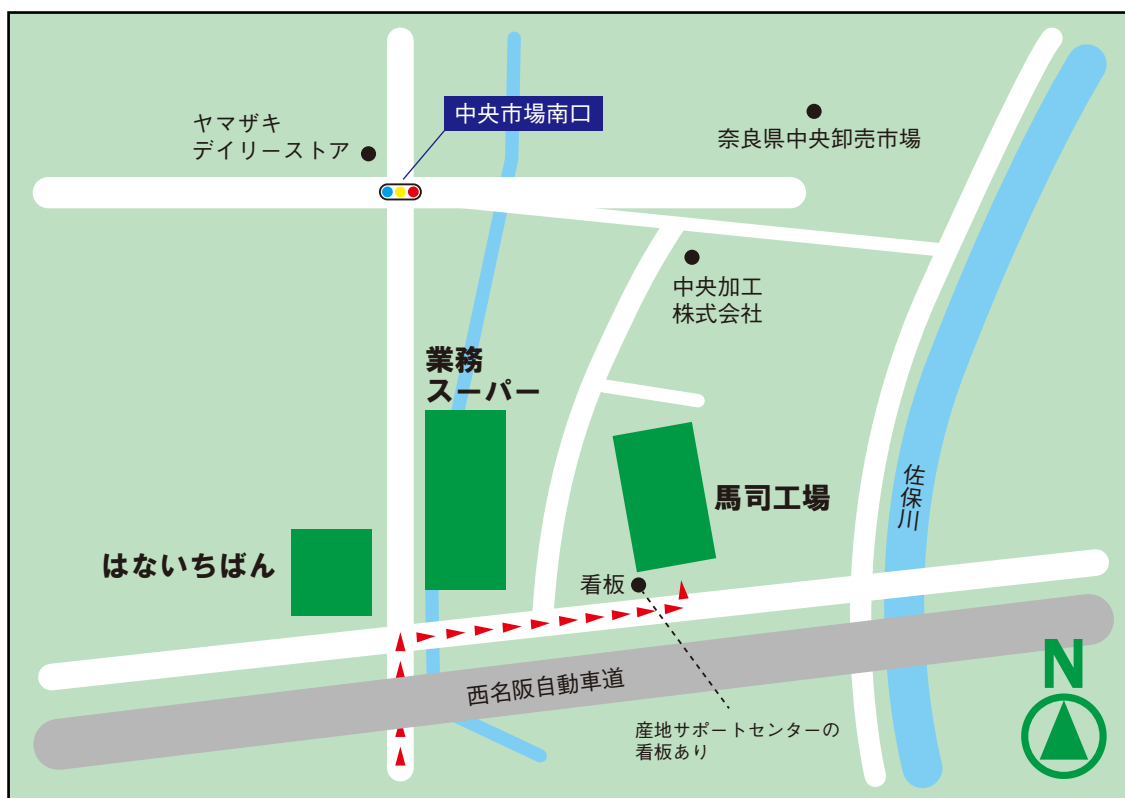 中央市場南口
ヤマザキ
デイリーストア
奈良県中央卸売市場
中央加工
株式会社
業務
スーパー
馬司工場
佐保川
はないちばん
看板
西名阪自動車道
産地サポートセンターの
看板あり
N